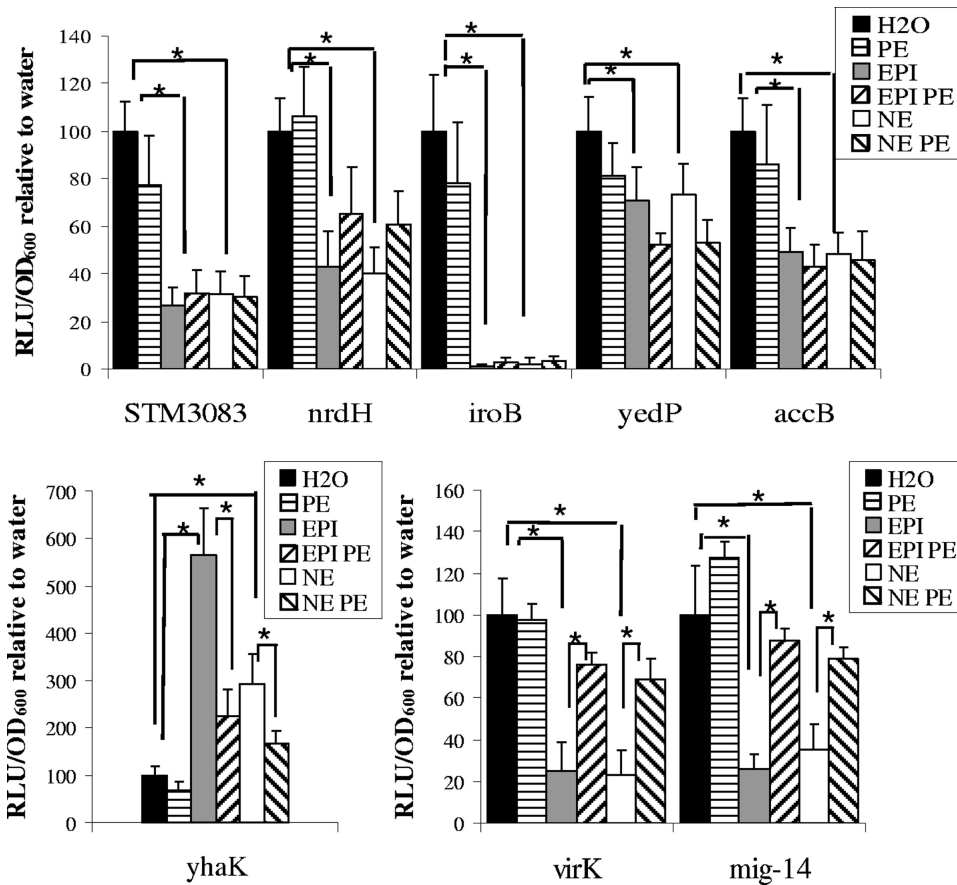 RLU/OD600 relative to water
140
120
100
80
60
40
20
0
* * * * * * * * * *
H2O
PE
EPI
EPI PE
NE
NE PE
STM3083 nrdH iroB yedP accB
RLU/OD600 relative to water
700
600
500
400
300
200
100
0
* * * *
H2O
PE
EPI
EPI PE
NE
NE PE
yhaK
RLU/OD600 relative to water
160
140
120
100
80
60
40
20
0
* * * * * * * *
H2O
PE
EPI
EPI PE
NE
NE PE
virK mig-14